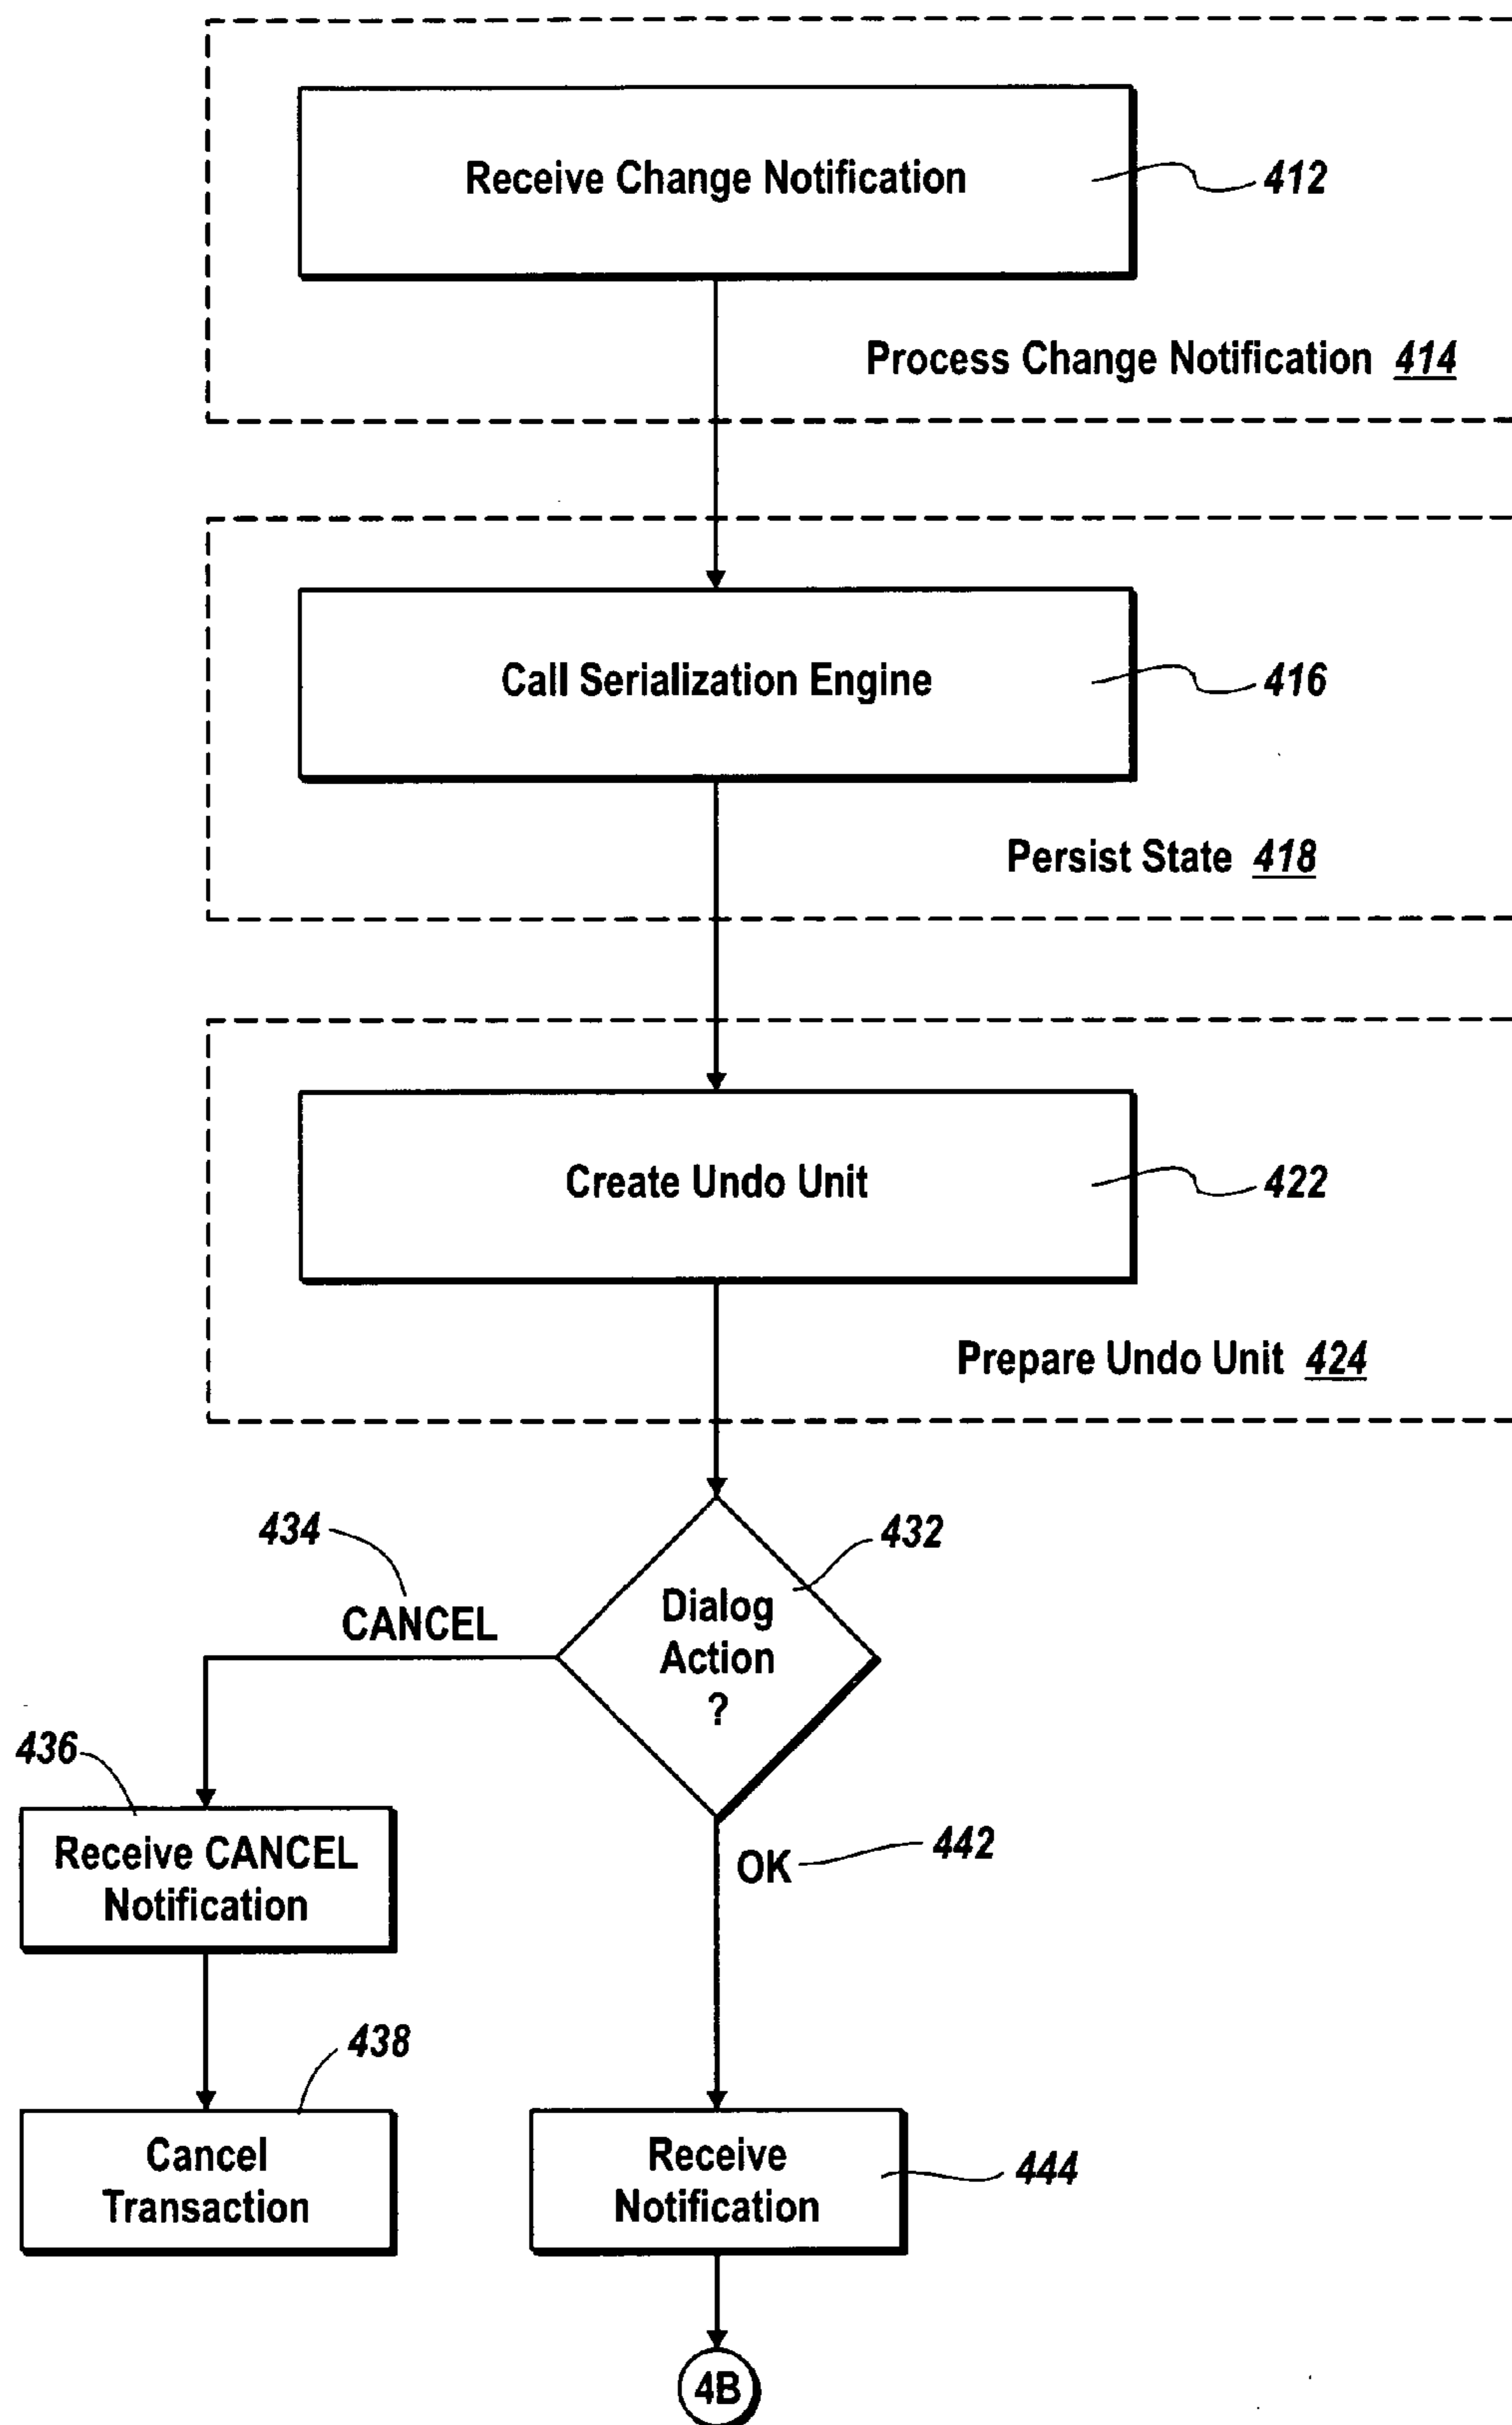 Receive Change Notification
412
Process Change Notification 414
Call Serialization Engine
416
Persist State 418
Create Undo Unit
422
Prepare Undo Unit 424
434
CANCEL
432
Dialog
Action
?
436
Receive CANCEL
Notification
OK
442
438
Cancel
Transaction
Receive
Notification
444
4B